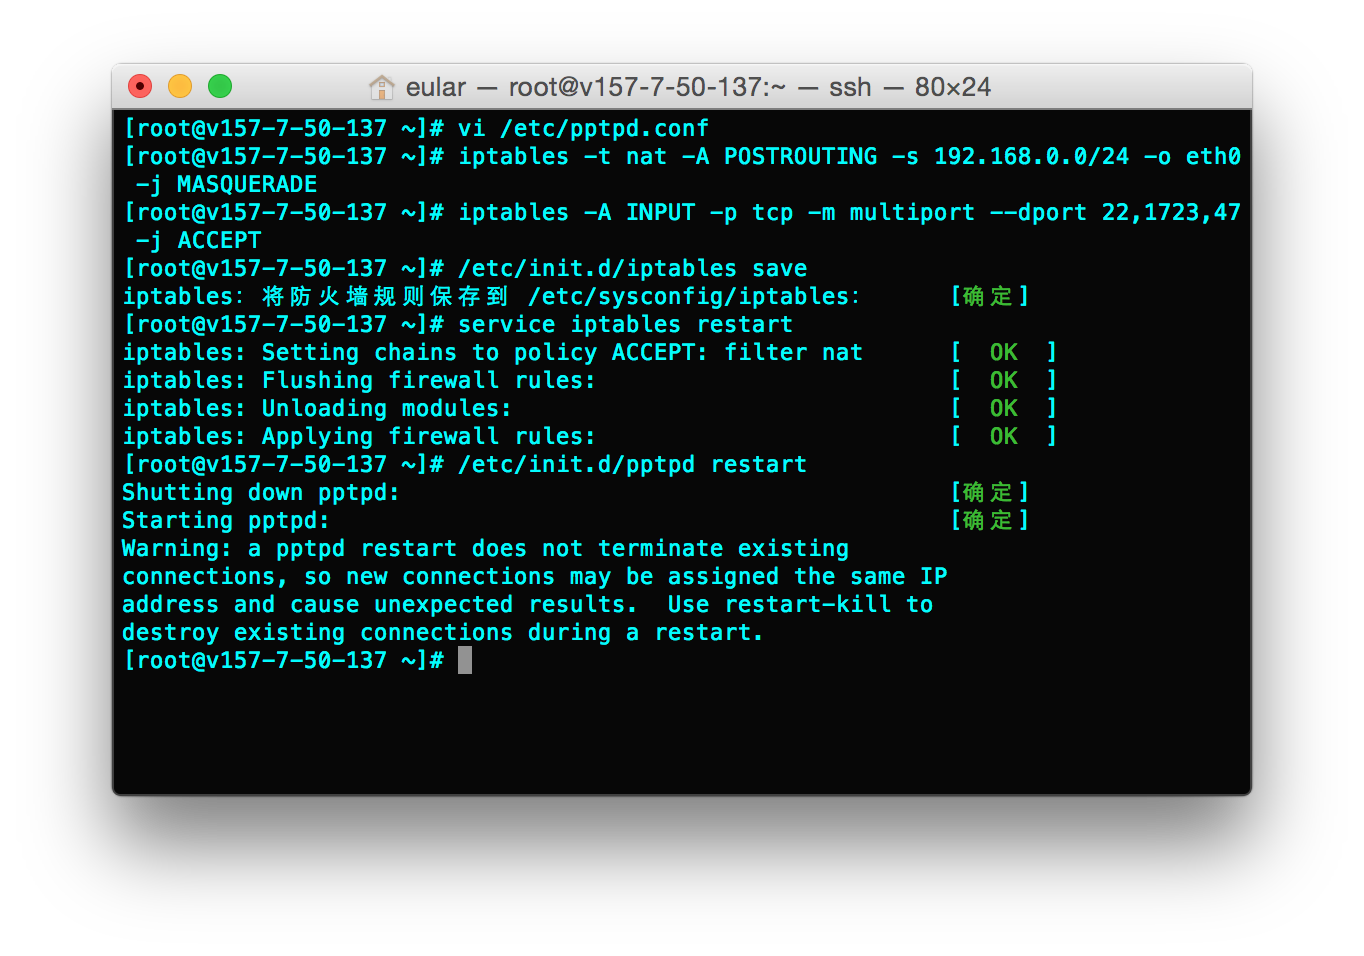 eular — root@v157-7-50-137:~ — ssh — 80×24
[root@v157-7-50-137 ~]# vi /etc/pptpd.conf
[root@v157-7-50-137 ~]# iptables -t nat -A POSTROUTING -s 192.168.0.0/24 -o eth0
 -j MASQUERADE
[root@v157-7-50-137 ~]# iptables -A INPUT -p tcp -m multiport --dport 22,1723,47
 -j ACCEPT
[root@v157-7-50-137 ~]# /etc/init.d/iptables save
iptables: 将防火墙规则保存到 /etc/sysconfig/iptables:      [确定]
[root@v157-7-50-137 ~]# service iptables restart
iptables: Setting chains to policy ACCEPT: filter nat      [  OK  ]
iptables: Flushing firewall rules:                         [  OK  ]
iptables: Unloading modules:                               [  OK  ]
iptables: Applying firewall rules:                         [  OK  ]
[root@v157-7-50-137 ~]# /etc/init.d/pptpd restart
Shutting down pptpd:                                       [确定]
Starting pptpd:                                            [确定]
Warning: a pptpd restart does not terminate existing
connections, so new connections may be assigned the same IP
address and cause unexpected results.  Use restart-kill to
destroy existing connections during a restart.
[root@v157-7-50-137 ~]#